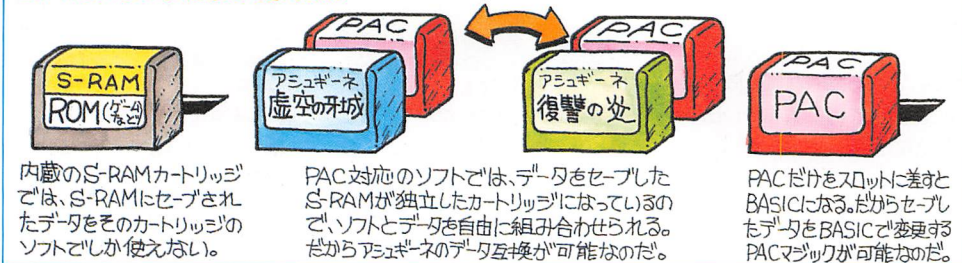 S-RAM
ROM(ゲームなど)
PAC
アシュギーネ
虚空の牙城
PAC
アシュギーネ
復讐の炎
PAC
PAC
内蔵のS-RAMカートリッジ
では、S-RAMにセーブされ
たデータをそのカートリッジの
ソフトでしか使えない。
PAC対応のソフトでは、データをセーブした
S-RAMが独立したカートリッジになっているの
で、ソフトとデータを自由に組み合わせられる。
だからアシュギーネのデータ互換が可能なのだ。
PACだけをスロットに差すと
BASICになる。だからセーブし
たデータをBASICで変更する
PACマジックが可能なのだ。